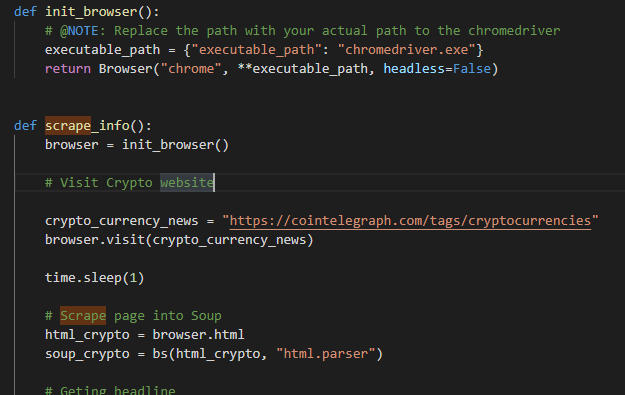 def init_browser():
# @NOTE: Replace the path with your actual path to the chromedriver
executable_path = {"executable_path": "chromedriver.exe"}
return Browser("chrome", **executable_path, headless=False)
def scrape_info():
browser = init_browser()
# Visit Crypto website
crypto_currency_news = "https://cointelegraph.com/tags/cryptocurrencies"
browser.visit(crypto_currency_news)
time.sleep(1)
# Scrape page into Soup
html_crypto = browser.html
soup_crypto = bs(html_crypto, "html.parser")
# Geting headline